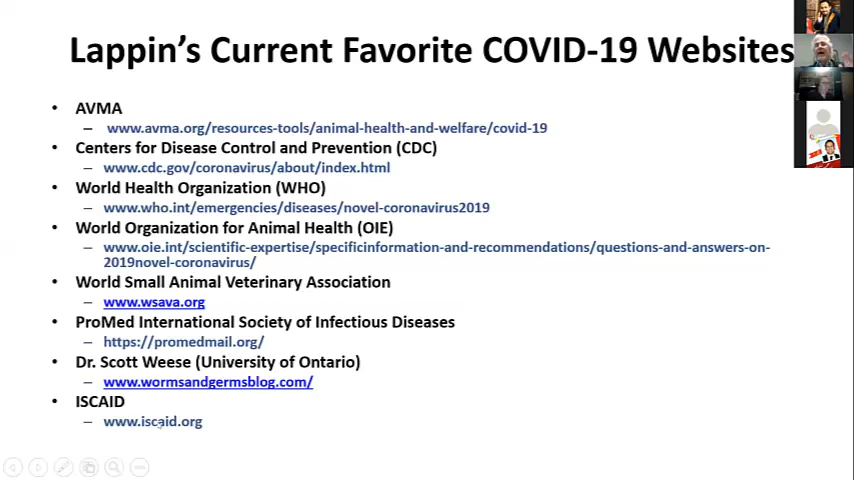 Lappin's Current Favorite COVID-19 Websites
• AVMA
– www.avma.org/resources-tools/animal-health-and-welfare/covid-19
• Centers for Disease Control and Prevention (CDC)
– www.cdc.gov/coronavirus/about/index.html
• World Health Organization (WHO)
– www.who.int/emergencies/diseases/novel-coronavirus2019
• World Organization for Animal Health (OIE)
– www.oie.int/scientific-expertise/specificinformation-and-recommendations/questions-and-answers-on-
2019novel-coronavirus/
• World Small Animal Veterinary Association
– www.wsava.org
• ProMed International Society of Infectious Diseases
– https://promedmail.org/
• Dr. Scott Weese (University of Ontario)
– www.wormsandgermsblog.com/
• ISCAID
– www.iscaid.org